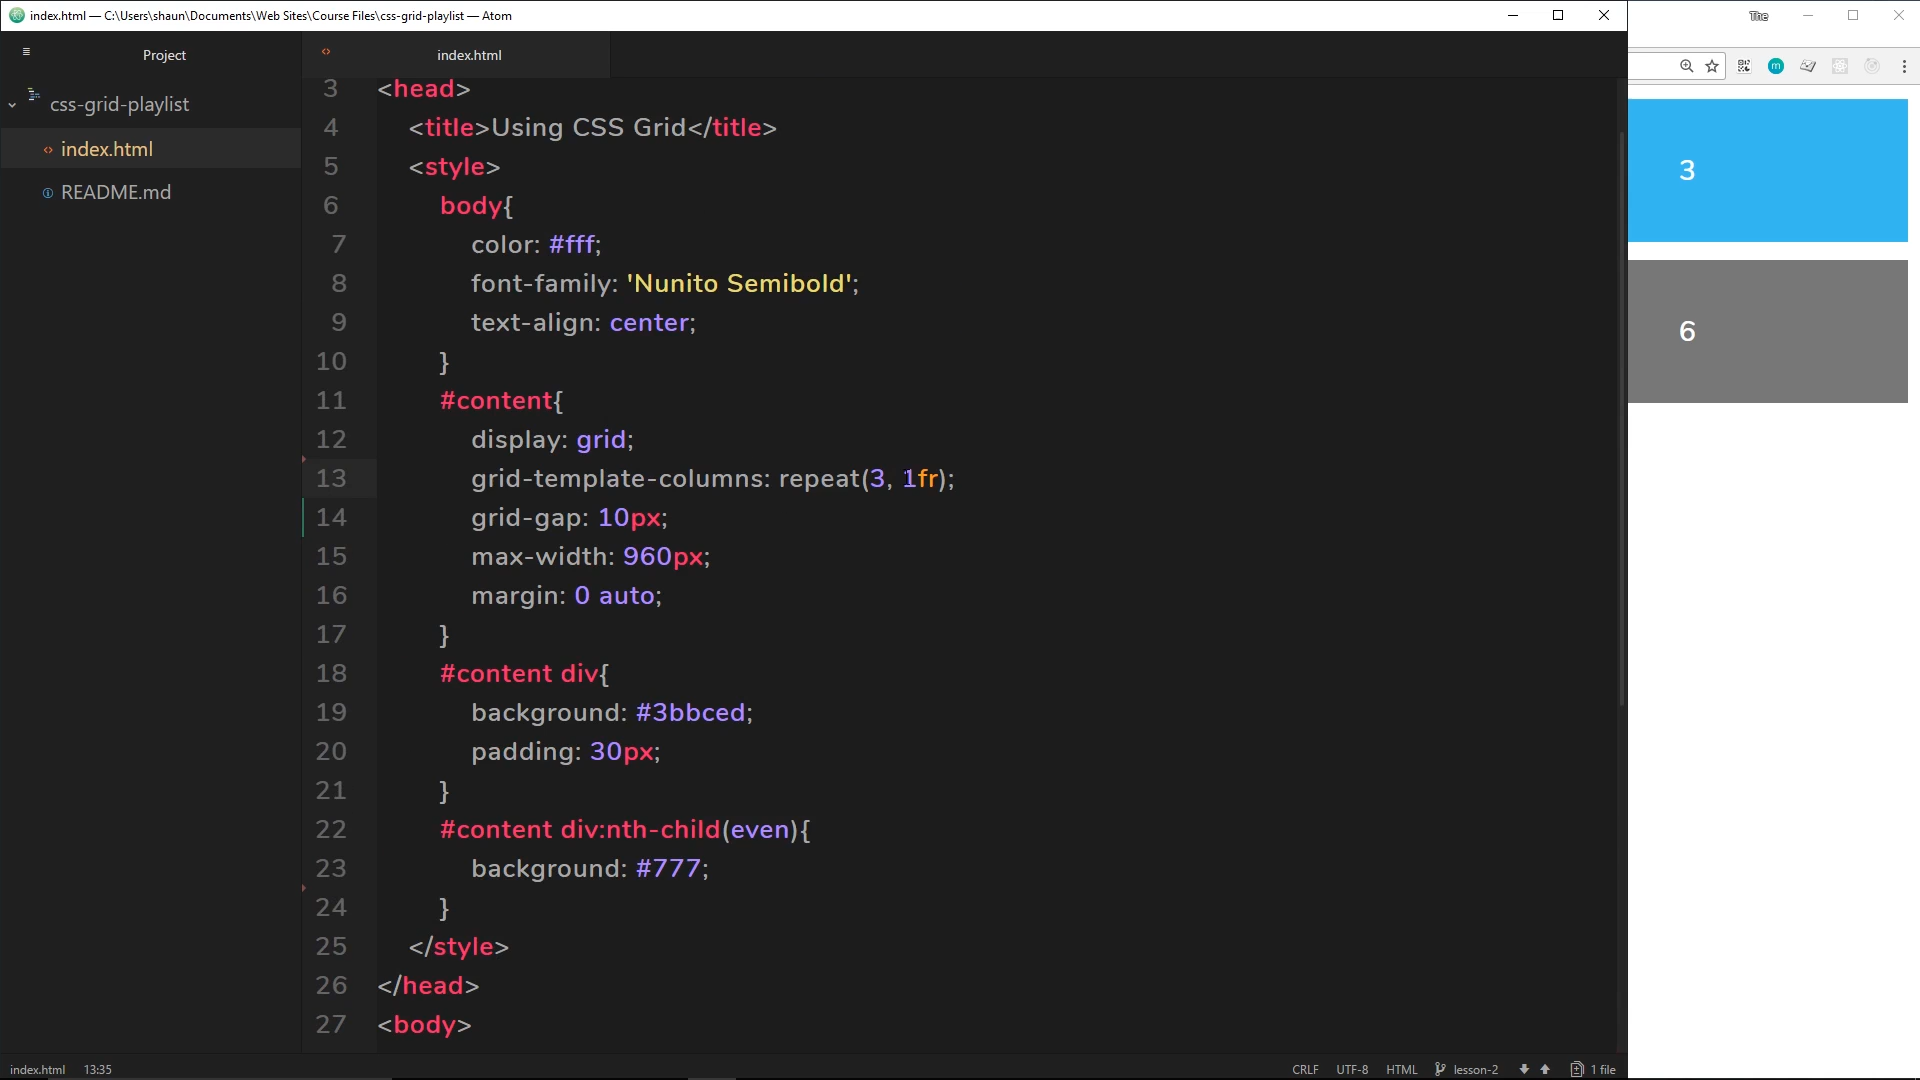 index.html — C:\Users\shaun\Documents\Web Sites\Course Files\css-grid-playlist — Atom
The
Project
index.html
css-grid-playlist
index.html
README.md
3 <head>
4 <title>Using CSS Grid</title>
5 <style>
6 body{
7 color: #fff;
8 font-family: 'Nunito Semibold';
9 text-align: center;
10 }
11 #content{
12 display: grid;
13 grid-template-columns: repeat(3, 1fr);
14 grid-gap: 10px;
15 max-width: 960px;
16 margin: 0 auto;
17 }
18 #content div{
19 background: #3bbced;
20 padding: 30px;
21 }
22 #content div:nth-child(even){
23 background: #777;
24 }
25 </style>
26 </head>
27 <body>
m
3
6
index.html 13:35
CRLF UTF-8 HTML lesson-2 1 file